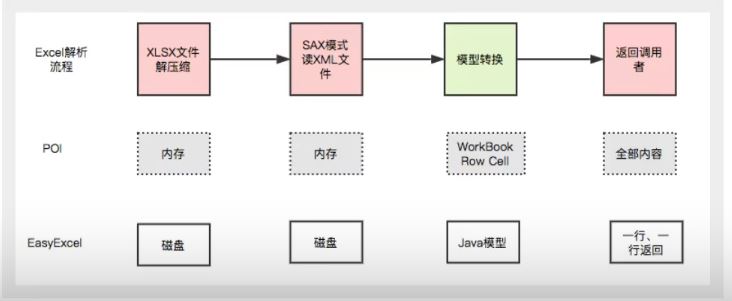 Excel解析
流程
XLSX文件
解压缩
SAX模式
读XML文
件
模型转换
返回调用
者
POI
内存
内存
WorkBook
Row Cell
全部内容
EasyExcel
磁盘
磁盘
Java模型
一行、一
行返回